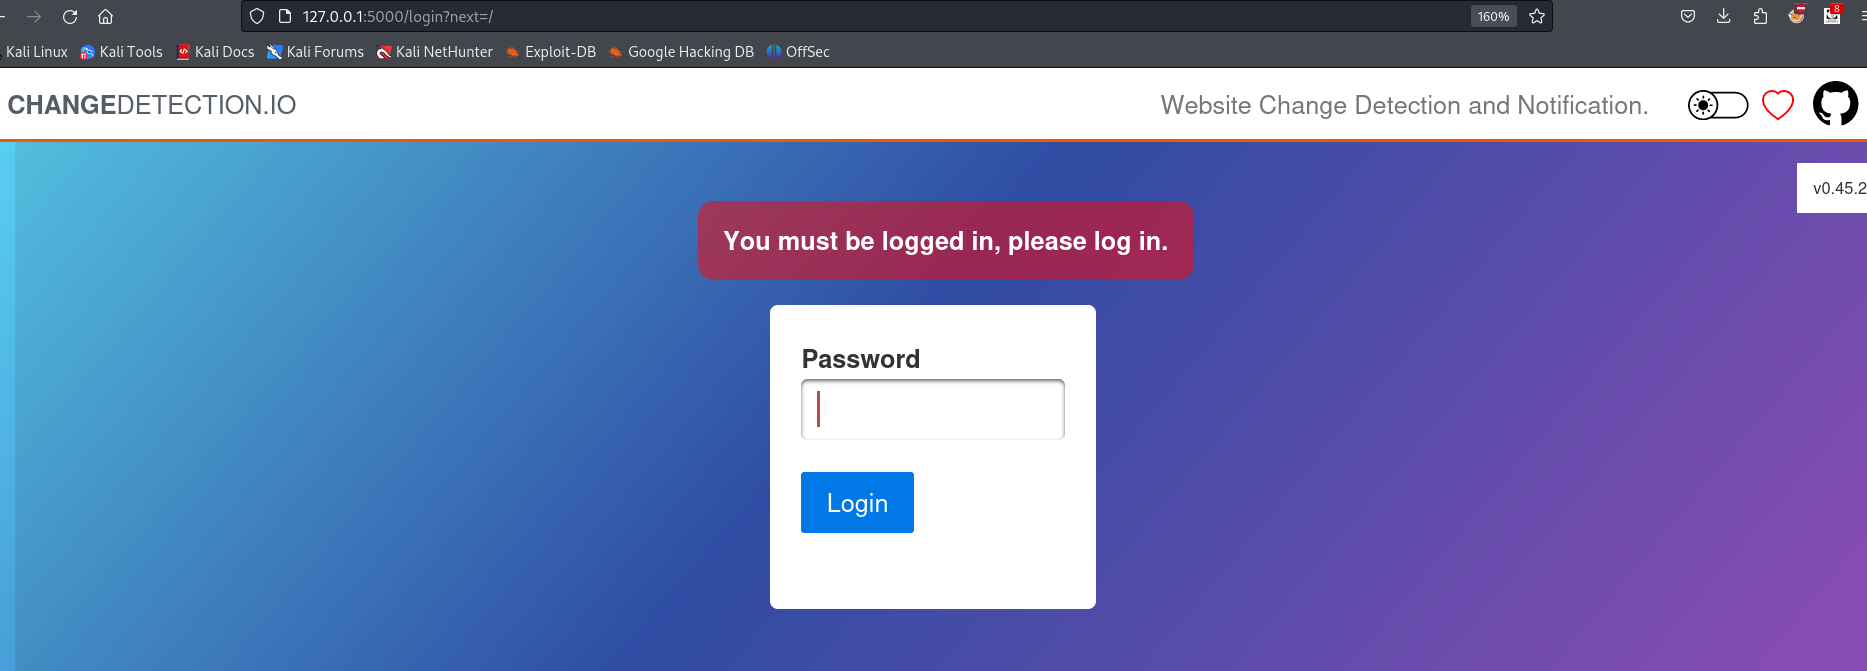 127.0.0.1:5000/login?next=/ 160% 8
Kali Linux Kali Tools Kali Docs Kali Forums Kali NetHunter Exploit-DB Google Hacking DB OffSec
CHANGEDETECTION.IO Website Change Detection and Notification.
v0.45.2
You must be logged in, please log in.
Password
Login